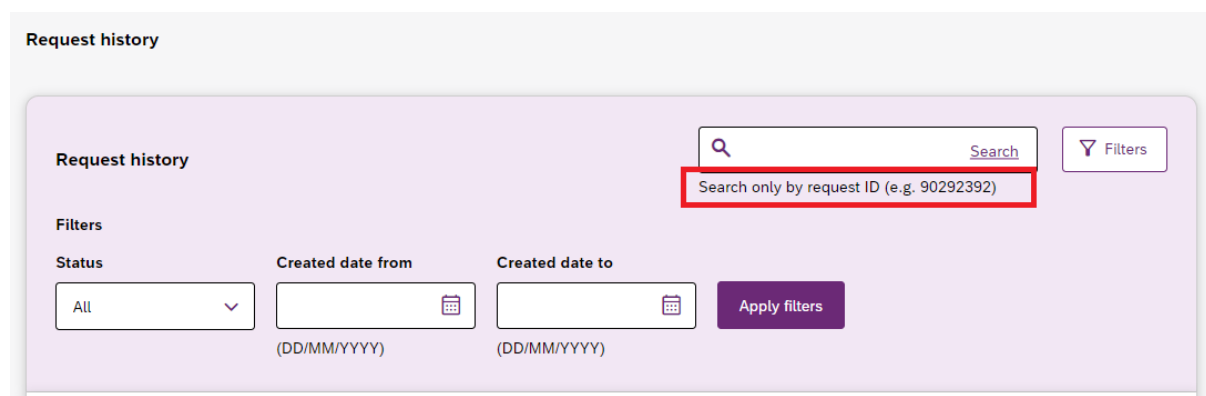 Request history
Request history
Search
Filters
Search only by request ID (e.g. 90292392)
Filters
Status
Created date from
Created date to
All
Apply filters
(DD/MM/YYYY)
(DD/MM/YYYY)